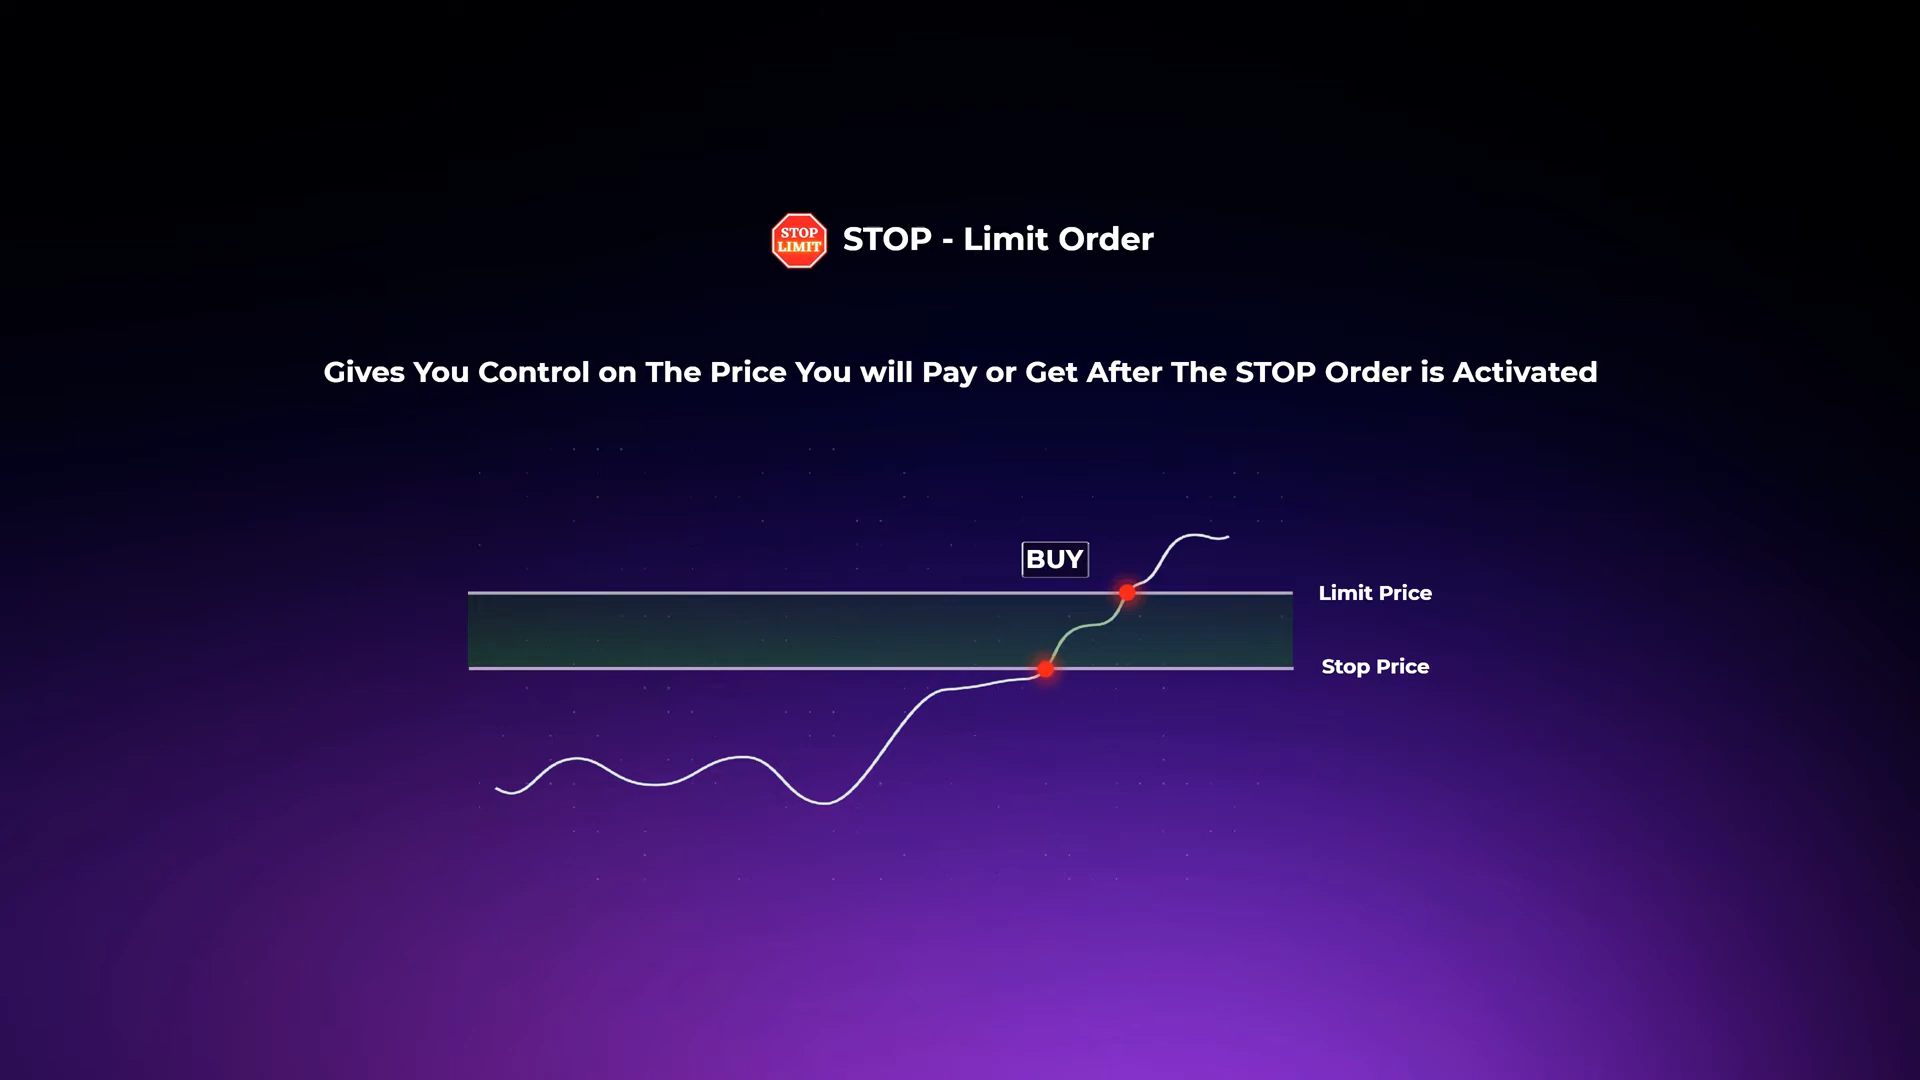 STOP
LIMIT
STOP - Limit Order
Gives You Control on The Price You will Pay or Get After The STOP Order is Activated
BUY
Limit Price
Stop Price